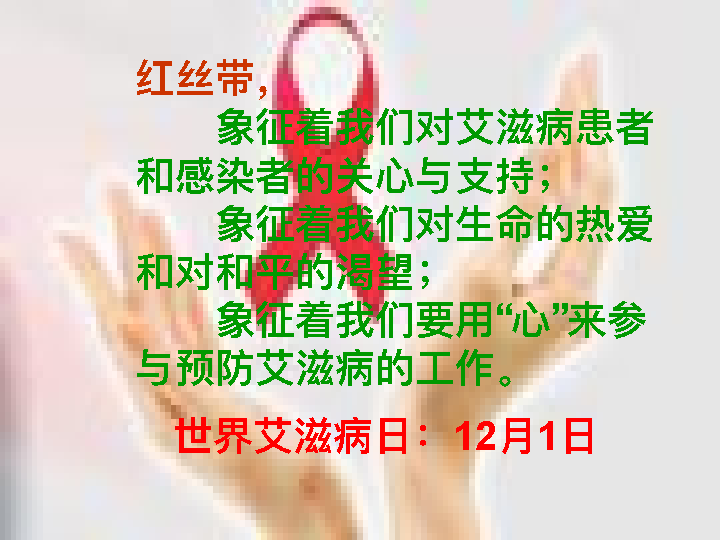 红丝带，
象征着我们对艾滋病患者
和感染者的关心与支持；
象征着我们对生命的热爱
和对和平的渴望；
象征着我们要用“心”来参
与预防艾滋病的工作。
世界艾滋病日：12月1日